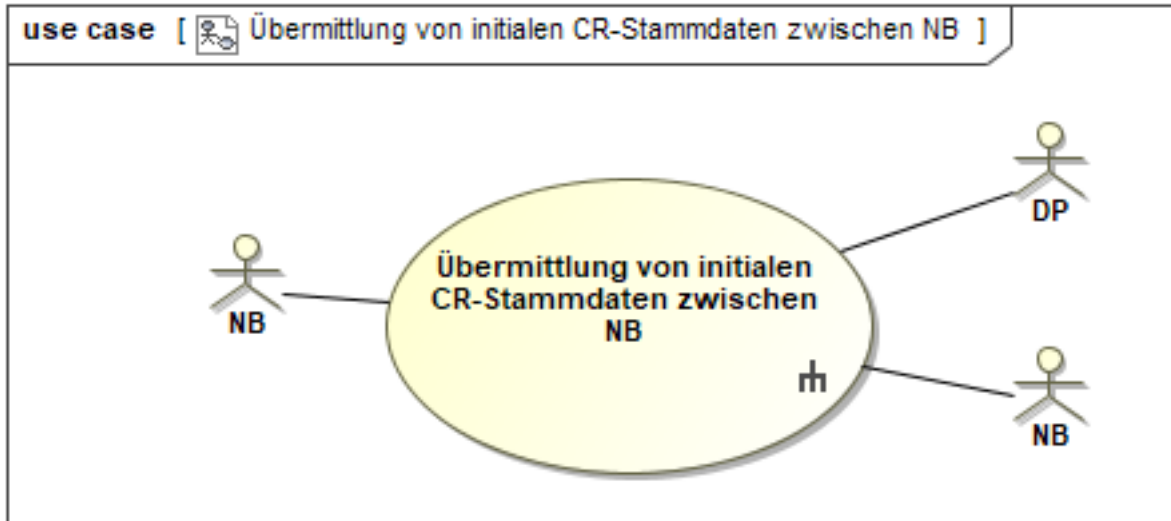 use case [ Übermittlung von initialen CR-Stammdaten zwischen NB ]
DP
Übermittlung von initialen
CR-Stammdaten zwischen
NB
NB
NB